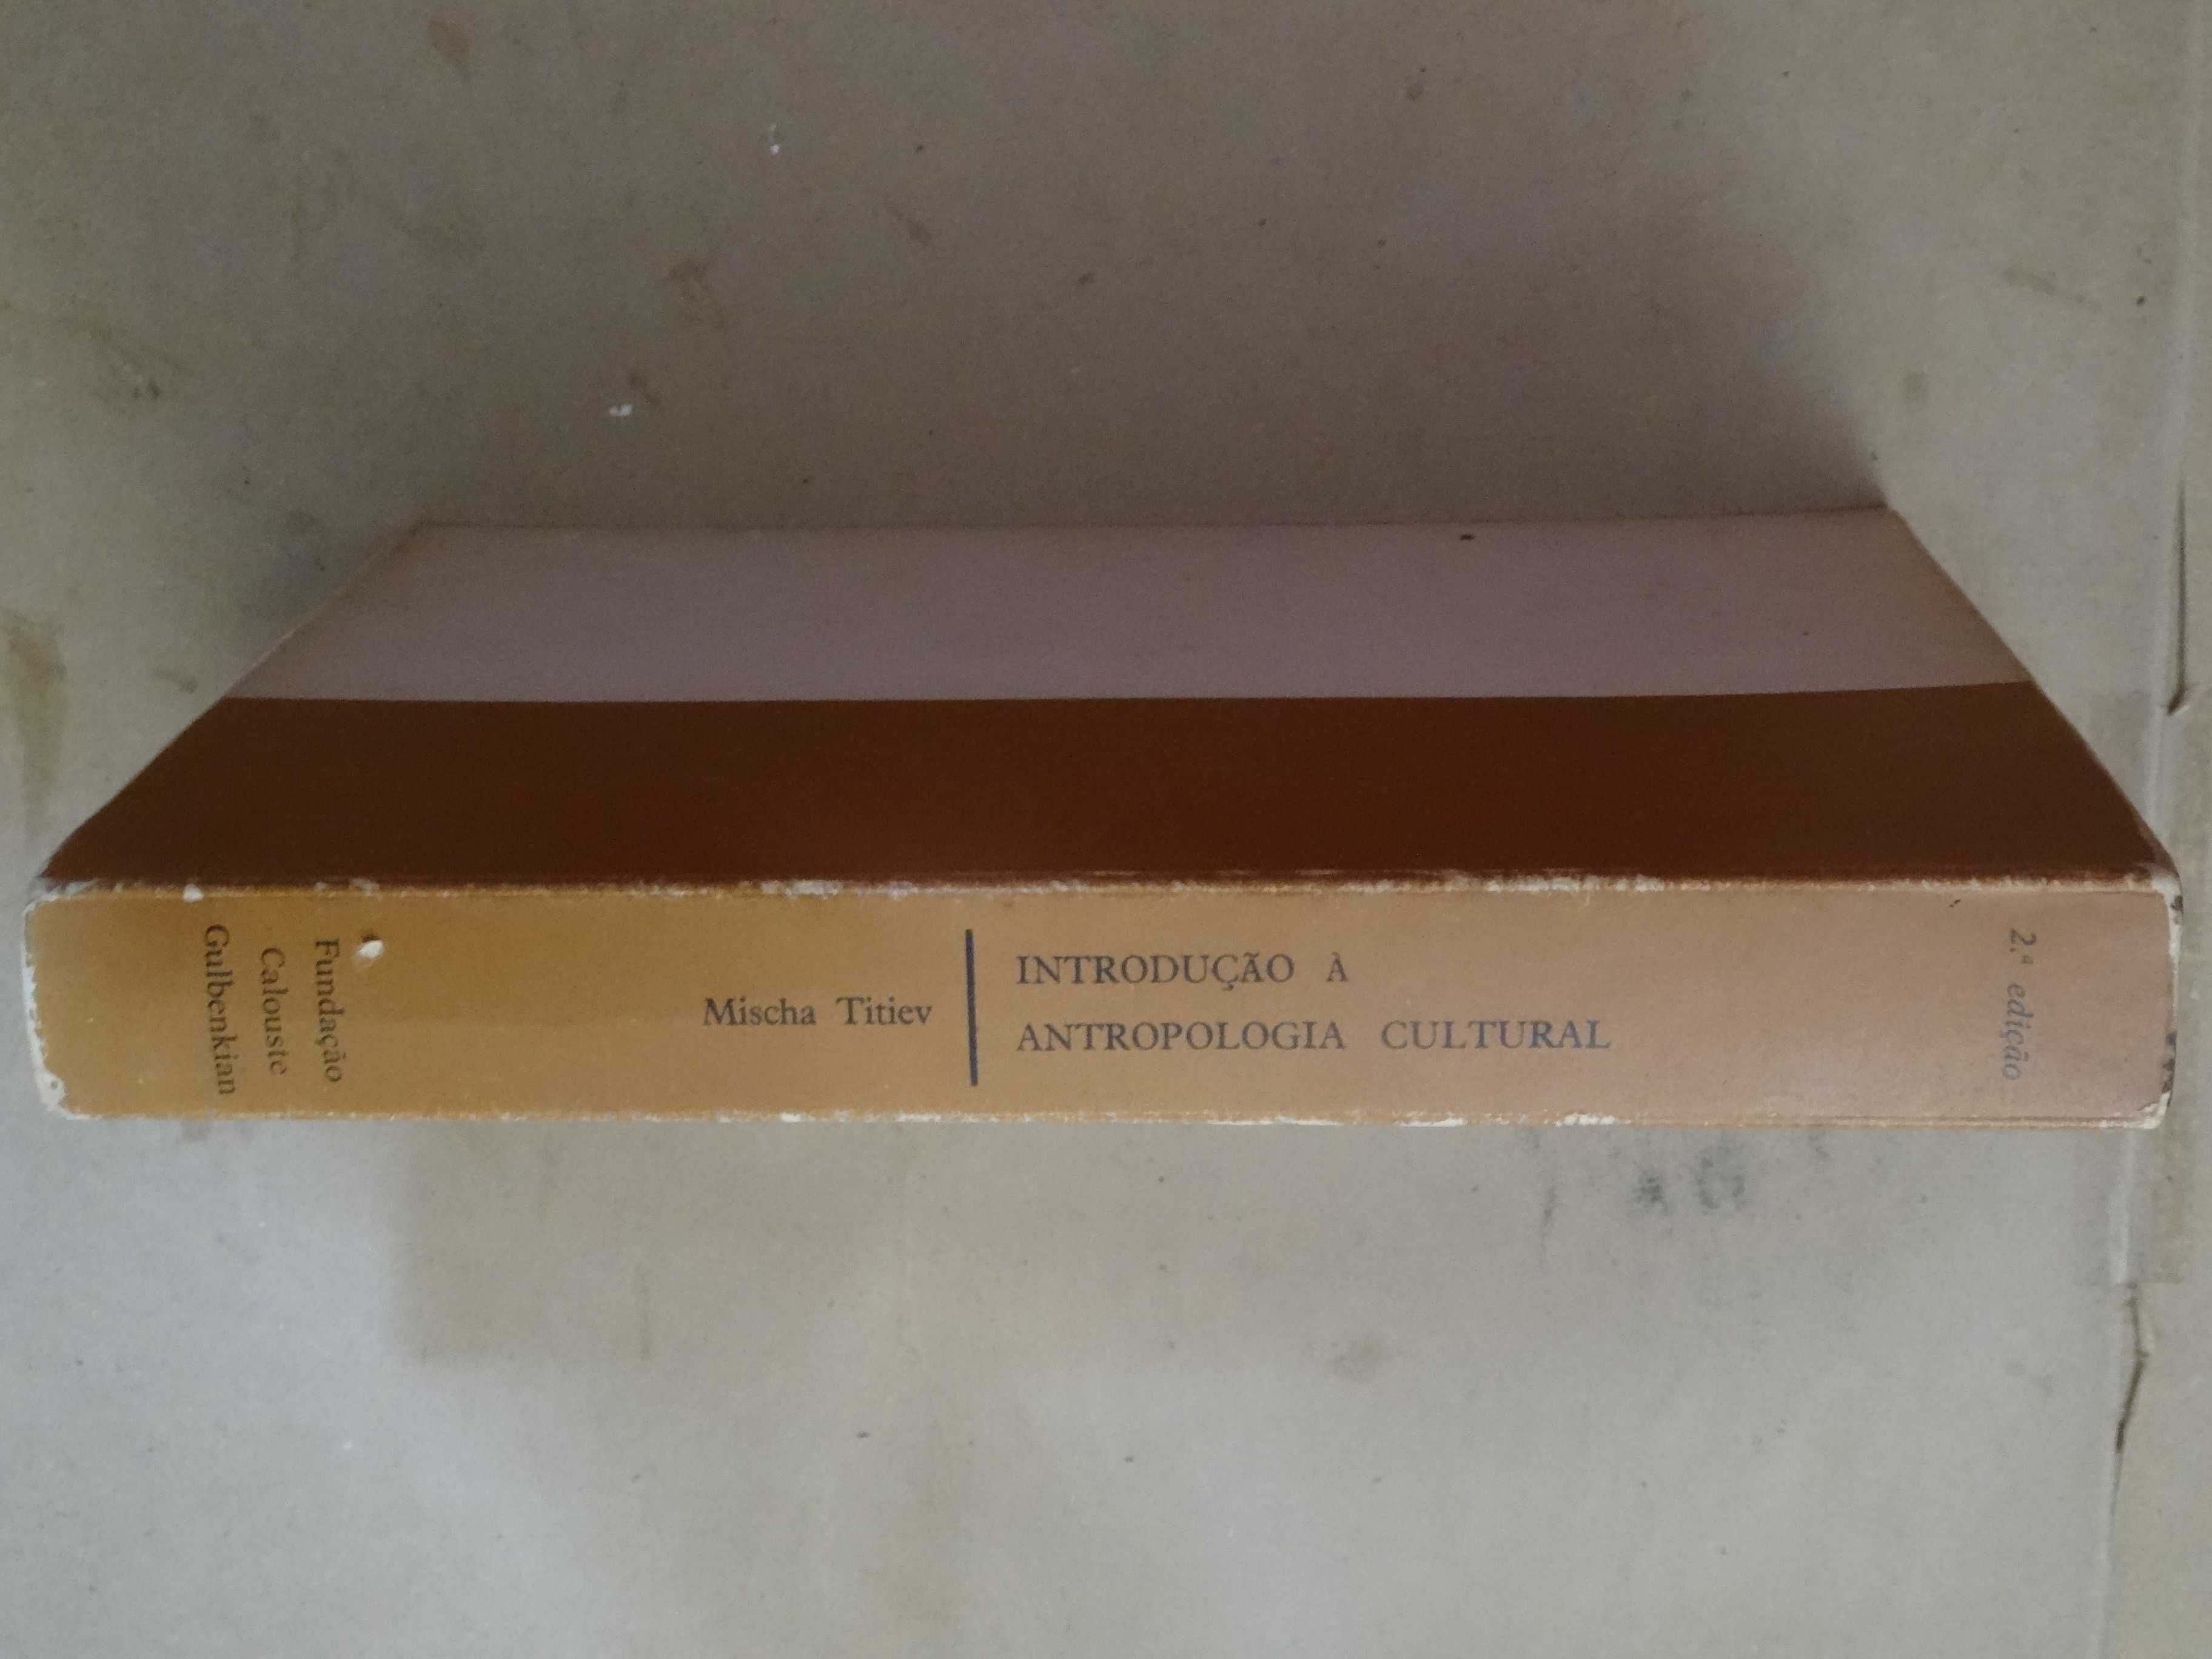 Fundação
Calouste
Gulbenkian
Mischa Titiev
INTRODUÇÃO À
ANTROPOLOGIA CULTURAL
2.ª edição